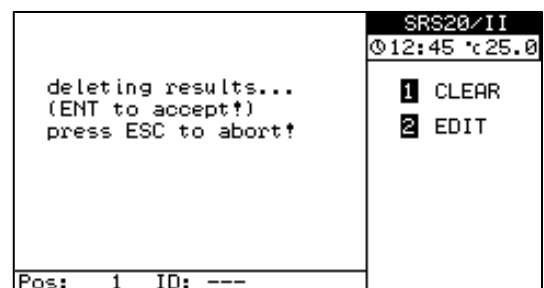 SRS20/II
12:45 °c25.0
deleting results...
(ENT to accept!)
press ESC to abort!
1 CLEAR
2 EDIT
Pos: 1 ID: ---